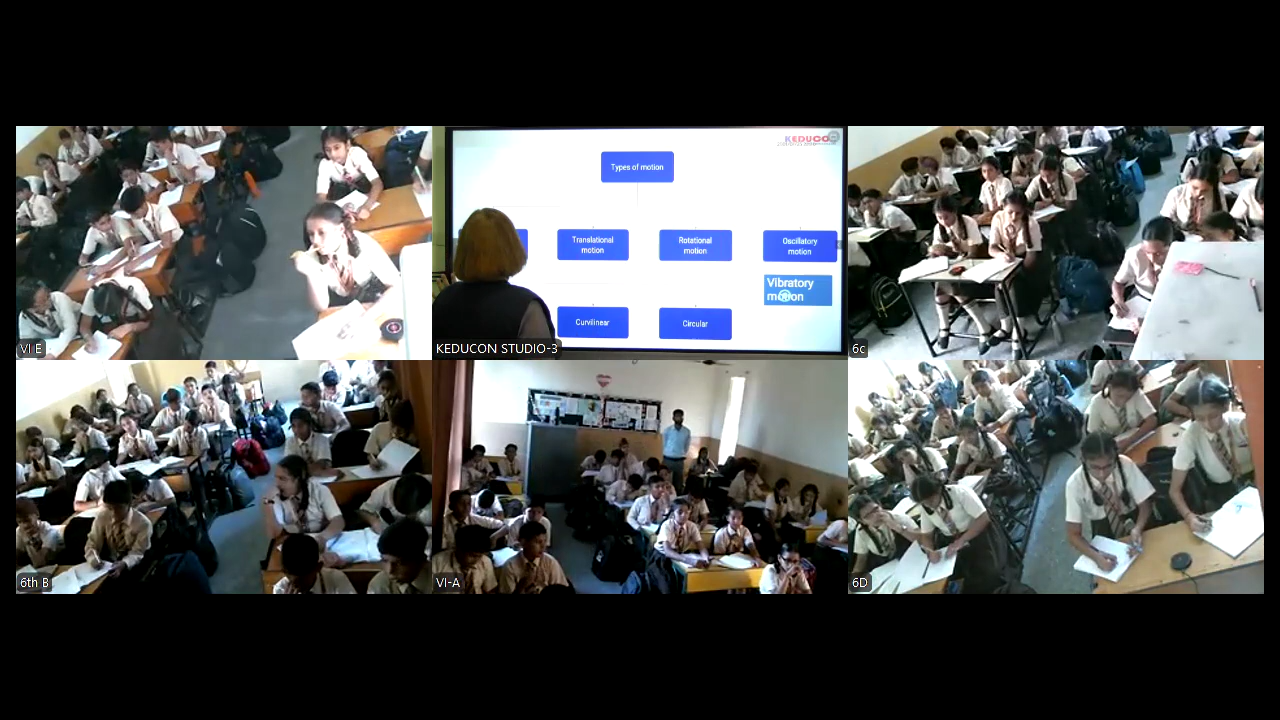 KEDUCO
Types of motion
Translational
motion
Rotational
motion
Oscillatory
motion
Vibratory
motion
Curvilinear
Circular
VI E
KEDUCON STUDIO-3
6c
6th B
VI-A
6D